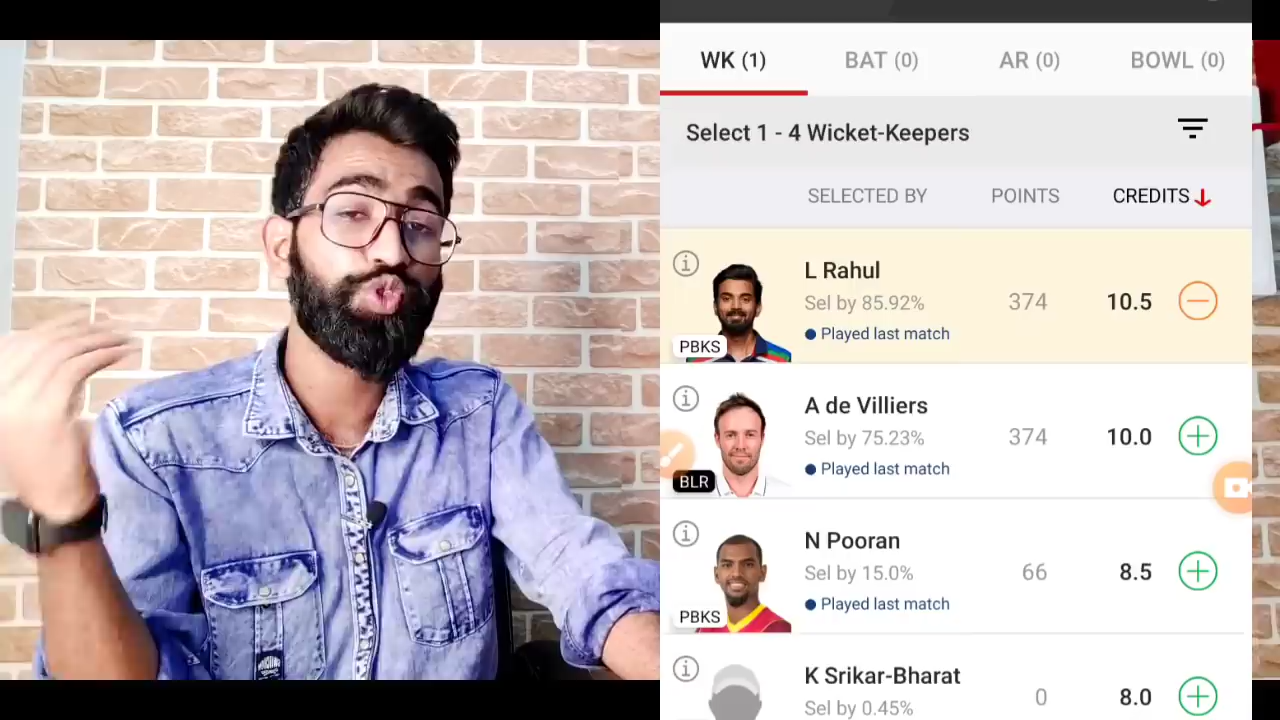 WK (1) BAT (0) AR (0) BOWL (0)
Select 1 - 4 Wicket-Keepers
SELECTED BY POINTS CREDITS
L Rahul
Sel by 85.92% 374 10.5
Played last match
PBKS
A de Villiers
Sel by 75.23% 374 10.0
Played last match
BLR
N Pooran
Sel by 15.0% 66 8.5
Played last match
PBKS
K Srikar-Bharat
Sel by 0.45% 0 8.0